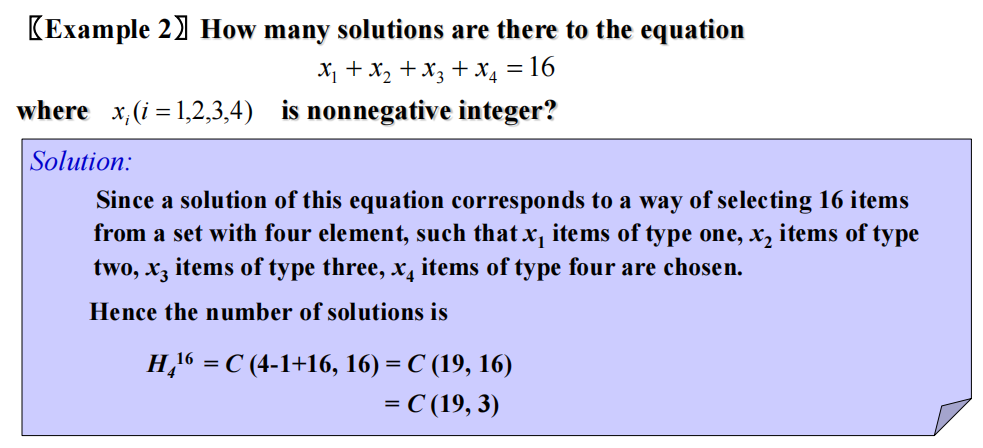 〖Example 2〗 How many solutions are there to the equation
x₁ + x₂ + x₃ + x₄ = 16
where xᵢ(i = 1,2,3,4) is nonnegative integer?
Solution:
Since a solution of this equation corresponds to a way of selecting 16 items
from a set with four element, such that x₁ items of type one, x₂ items of type
two, x₃ items of type three, x₄ items of type four are chosen.
Hence the number of solutions is
H₄¹⁶ = C (4-1+16, 16) = C (19, 16)
= C (19, 3)